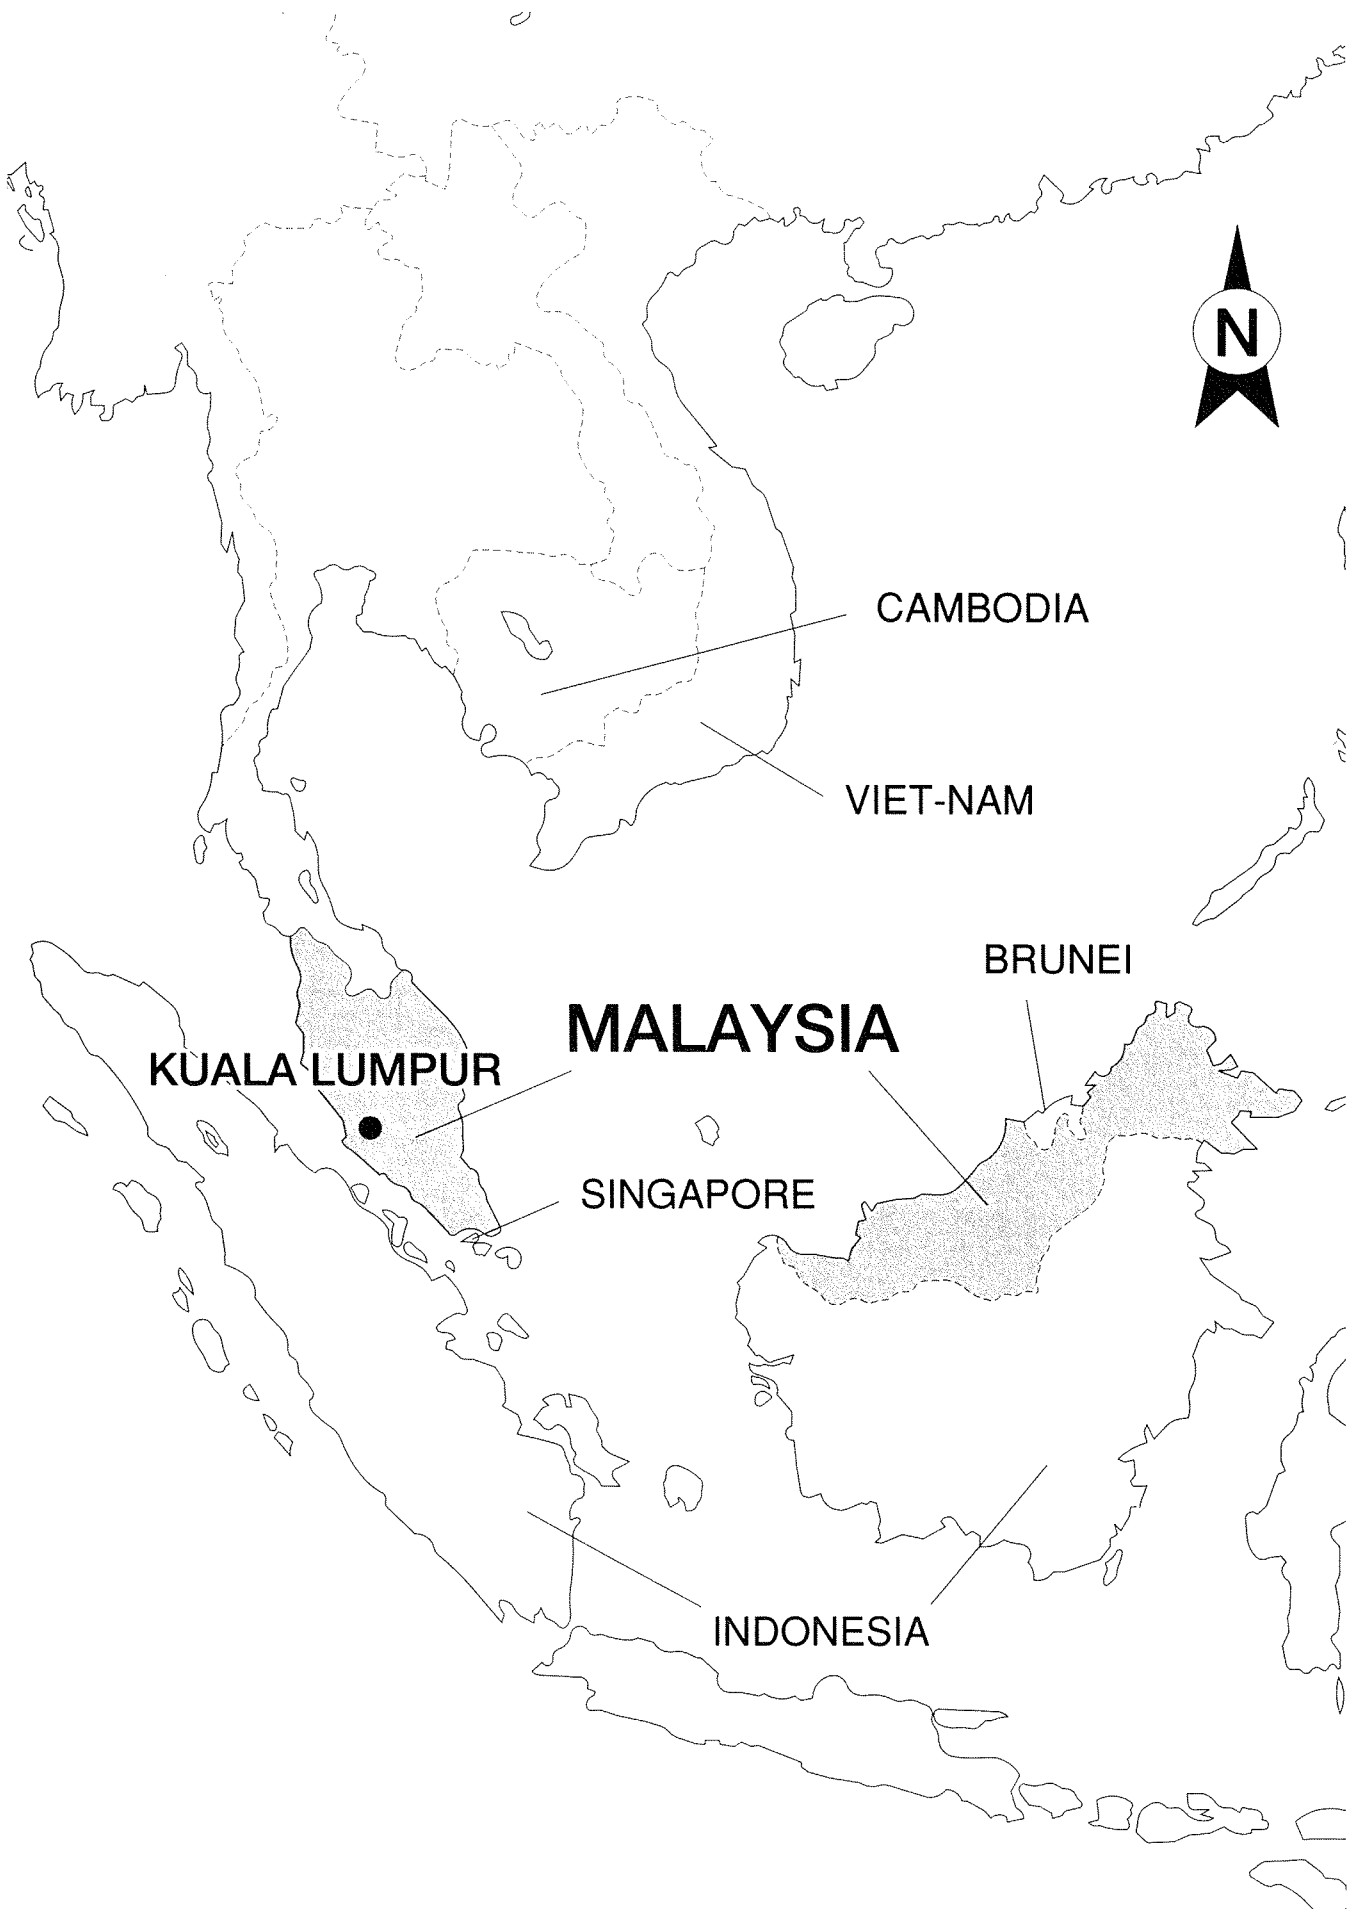 N
CAMBODIA
VIET-NAM
BRUNEI
MALAYSIA
KUALA LUMPUR
SINGAPORE
INDONESIA